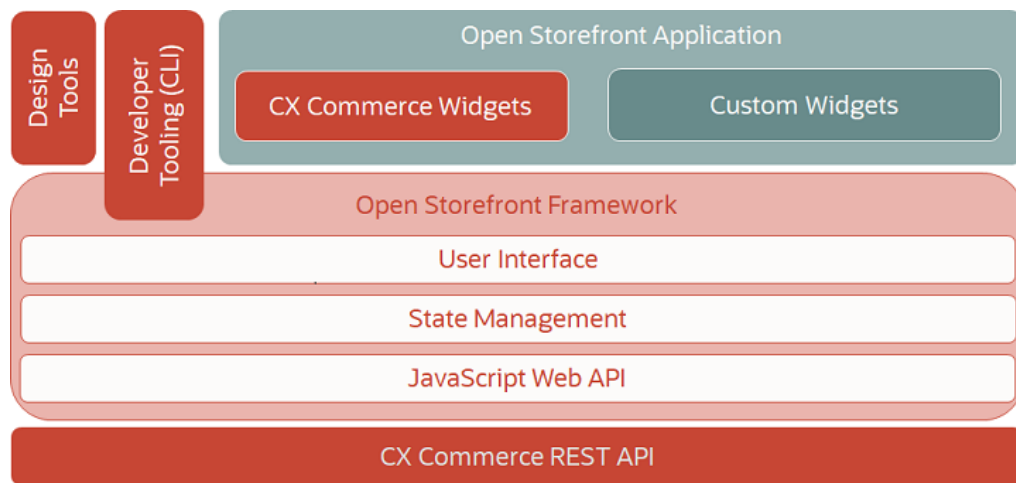 Design
Tools
Developer
Tooling (CLI)
Open Storefront Application
CX Commerce Widgets
Custom Widgets
Open Storefront Framework
User Interface
State Management
JavaScript Web API
CX Commerce REST API